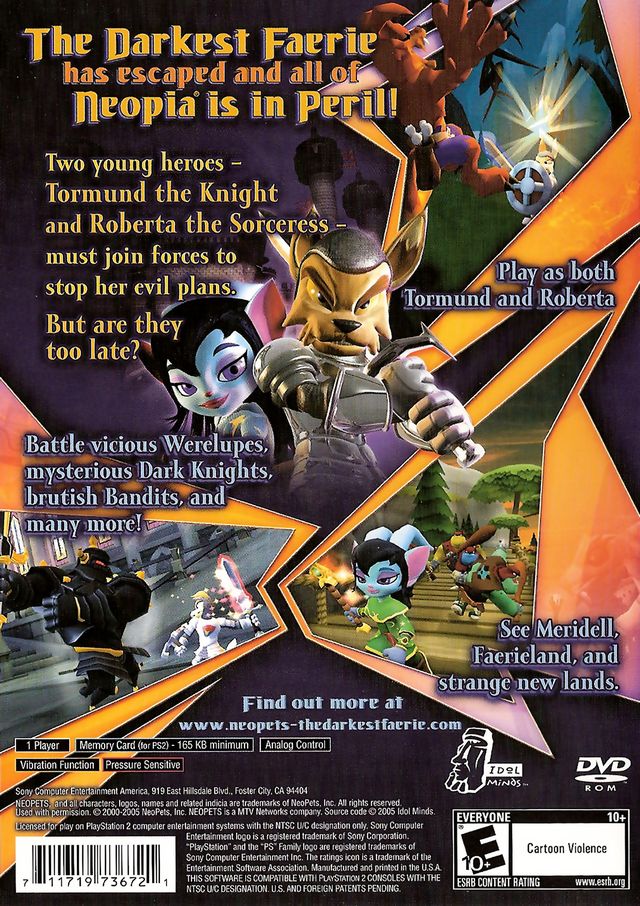 The Darkest Faerie
has escaped and all of
Neopia® is in Peril!
Two young heroes –
Tormund the Knight
and Roberta the Sorceress –
must join forces to
stop her evil plans.
But are they
too late?
Play as both
Tormund and Roberta
Battle vicious Werelupes,
mysterious Dark Knights,
brutish Bandits, and
many more!
See Meridell,
Faerieland, and
strange new lands.
Find out more at
www.neopets-thedarkestfaerie.com
1 Player
Memory Card (for PS2) - 165 KB minimum
Analog Control
Vibration Function
Pressure Sensitive
IDOL
MINDS™
DVD
ROM
Sony Computer Entertainment America, 919 East Hillsdale Blvd., Foster City, CA 94404
NEOPETS, and all characters, logos, names and related indicia are trademarks of NeoPets, Inc. All rights reserved.
Used with permission. © 2000-2005 NeoPets, Inc. NEOPETS is a MTV Networks company. Source code © 2005 Idol Minds.
Licensed for play on PlayStation 2 computer entertainment systems with the NTSC U/C designation only. Sony Computer
Entertainment logo is a registered trademark of Sony Corporation.
"PlayStation" and the "PS" Family logo are registered trademarks of
Sony Computer Entertainment Inc. The ratings icon is a trademark of the
Entertainment Software Association. Manufactured and printed in the U.S.A.
THIS SOFTWARE IS COMPATIBLE WITH PLAYSTATION 2 CONSOLES WITH THE
NTSC U/C DESIGNATION. U.S. AND FOREIGN PATENTS PENDING.
7 11719 73672 1
EVERYONE 10+
E
10+
Cartoon Violence
ESRB CONTENT RATING www.esrb.org